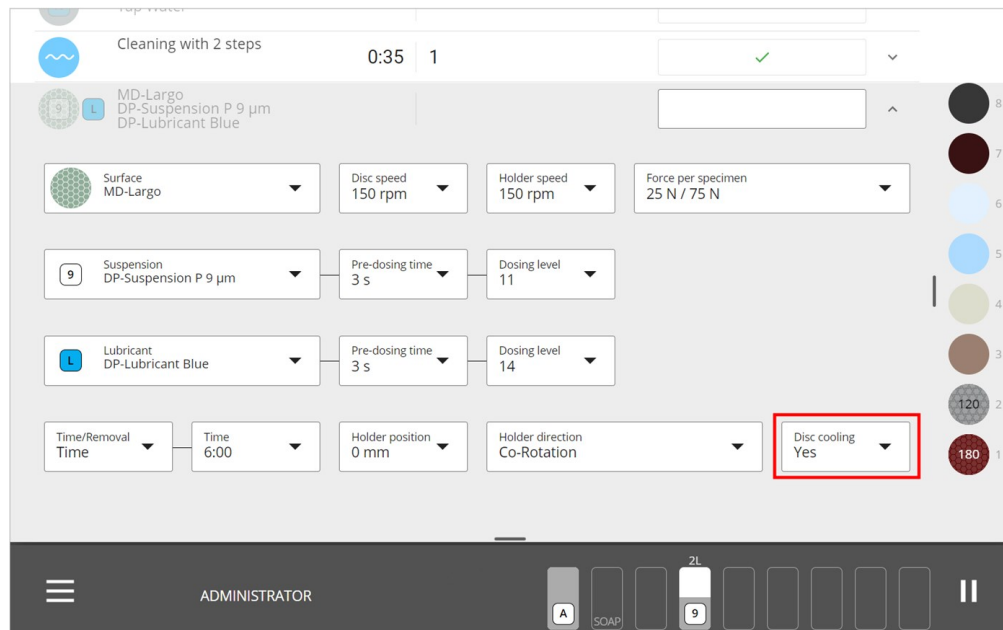 Tap Water
Cleaning with 2 steps
0:35 1
MD-Largo
DP-Suspension P 9 µm
DP-Lubricant Blue
9 L
8
7
6
5
4
3
120 2
180 1
Surface
MD-Largo
Disc speed
150 rpm
Holder speed
150 rpm
Force per specimen
25 N / 75 N
9
Suspension
DP-Suspension P 9 µm
Pre-dosing time
3 s
Dosing level
11
L
Lubricant
DP-Lubricant Blue
Pre-dosing time
3 s
Dosing level
14
Time/Removal
Time
Time
6:00
Holder position
0 mm
Holder direction
Co-Rotation
Disc cooling
Yes
ADMINISTRATOR
A
SOAP
2L
9